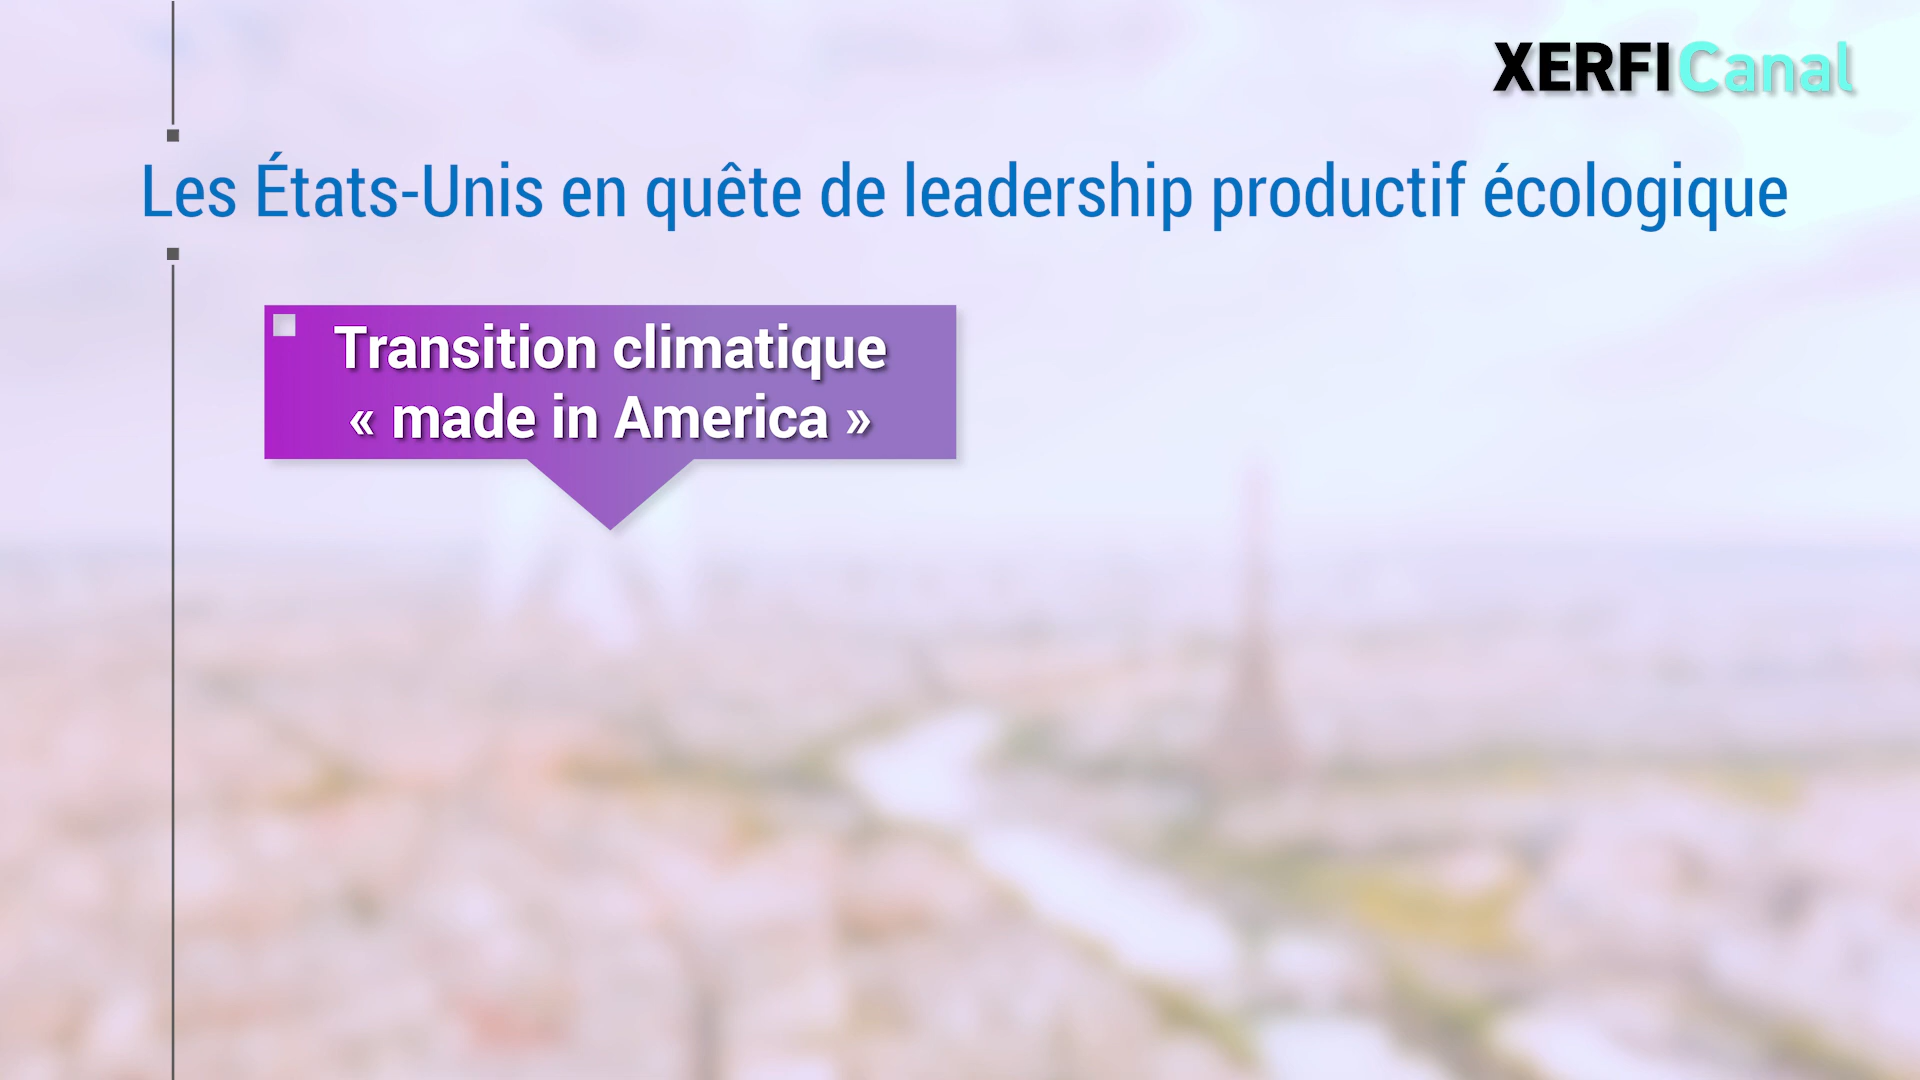 XERFI Canal
Les États-Unis en quête de leadership productif écologique
Transition climatique
« made in America »